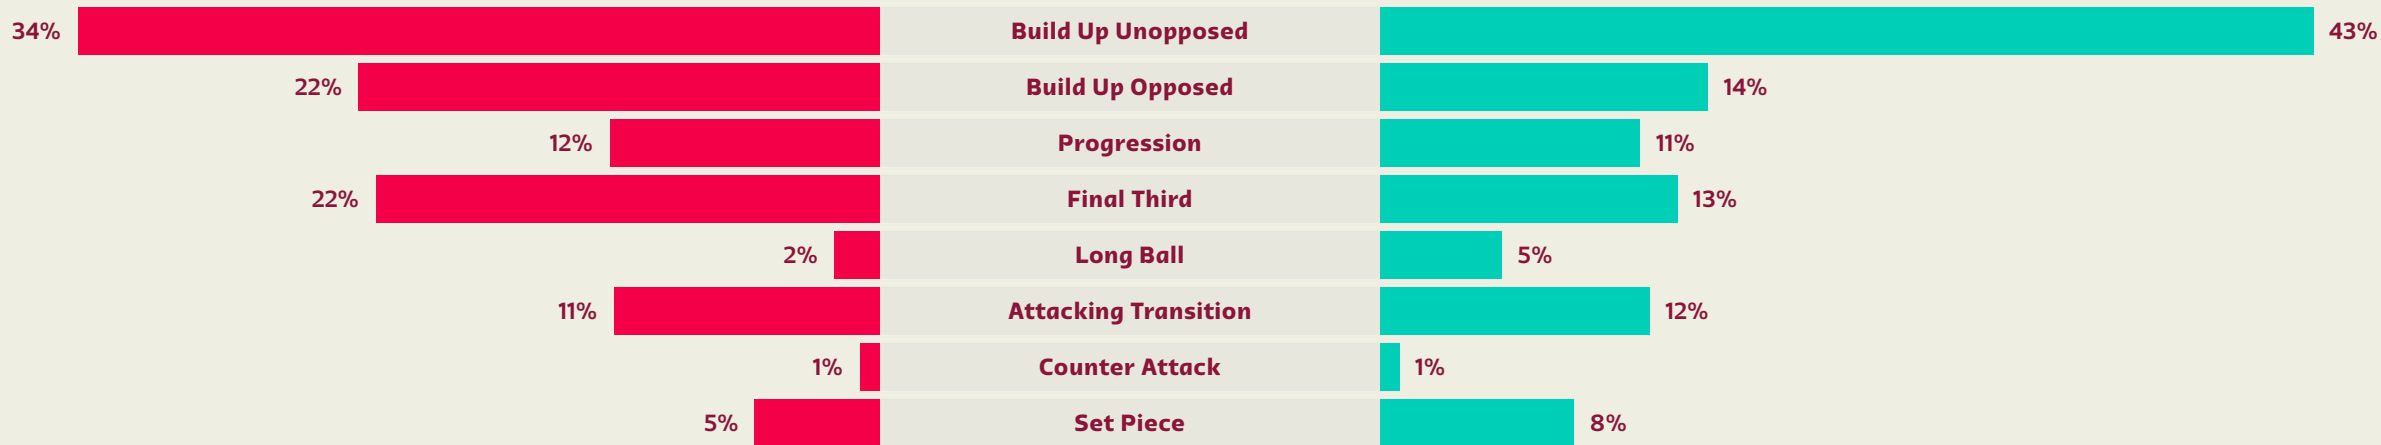 34% Build Up Unopposed 43%
22% Build Up Opposed 14%
12% Progression 11%
22% Final Third 13%
2% Long Ball 5%
11% Attacking Transition 12%
1% Counter Attack 1%
5% Set Piece 8%